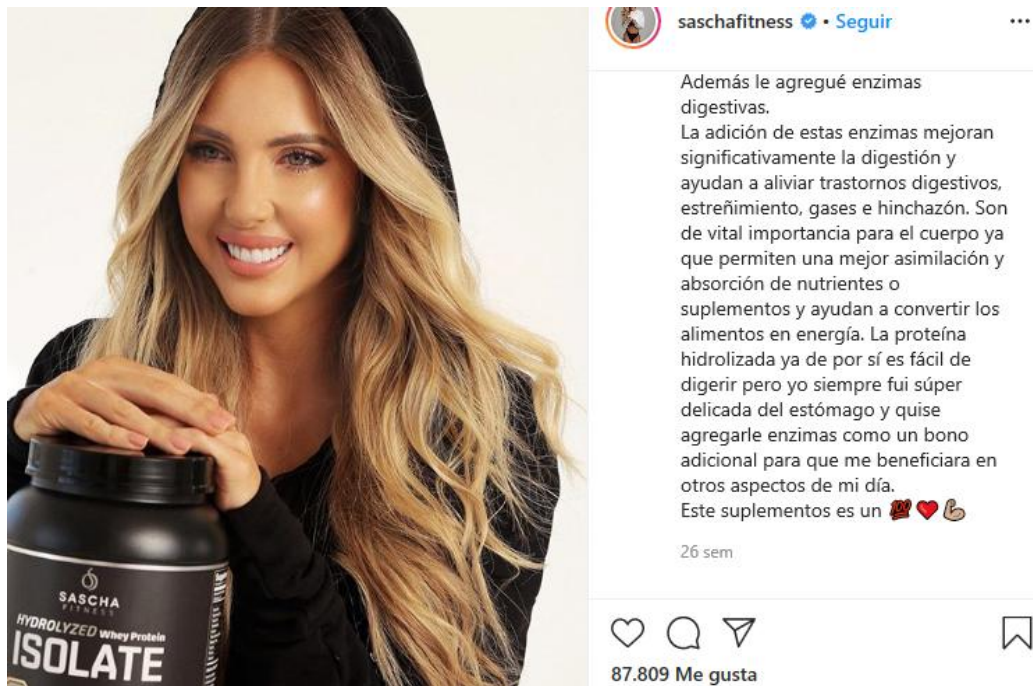 saschafitness • Seguir
Además le agregué enzimas
digestivas.
La adición de estas enzimas mejoran
significativamente la digestión y
ayudan a aliviar trastornos digestivos,
estreñimiento, gases e hinchazón. Son
de vital importancia para el cuerpo ya
que permiten una mejor asimilación y
absorción de nutrientes o
suplementos y ayudan a convertir los
alimentos en energía. La proteína
hidrolizada ya de por sí es fácil de
digerir pero yo siempre fui súper
delicada del estómago y quise
agregarle enzimas como un bono
adicional para que me beneficiara en
otros aspectos de mi día.
Este suplementos es un 💯❤️💪🏼
26 sem
87.809 Me gusta
SASCHA
FITNESS
HYDROLYZED Whey Protein
ISOLATE